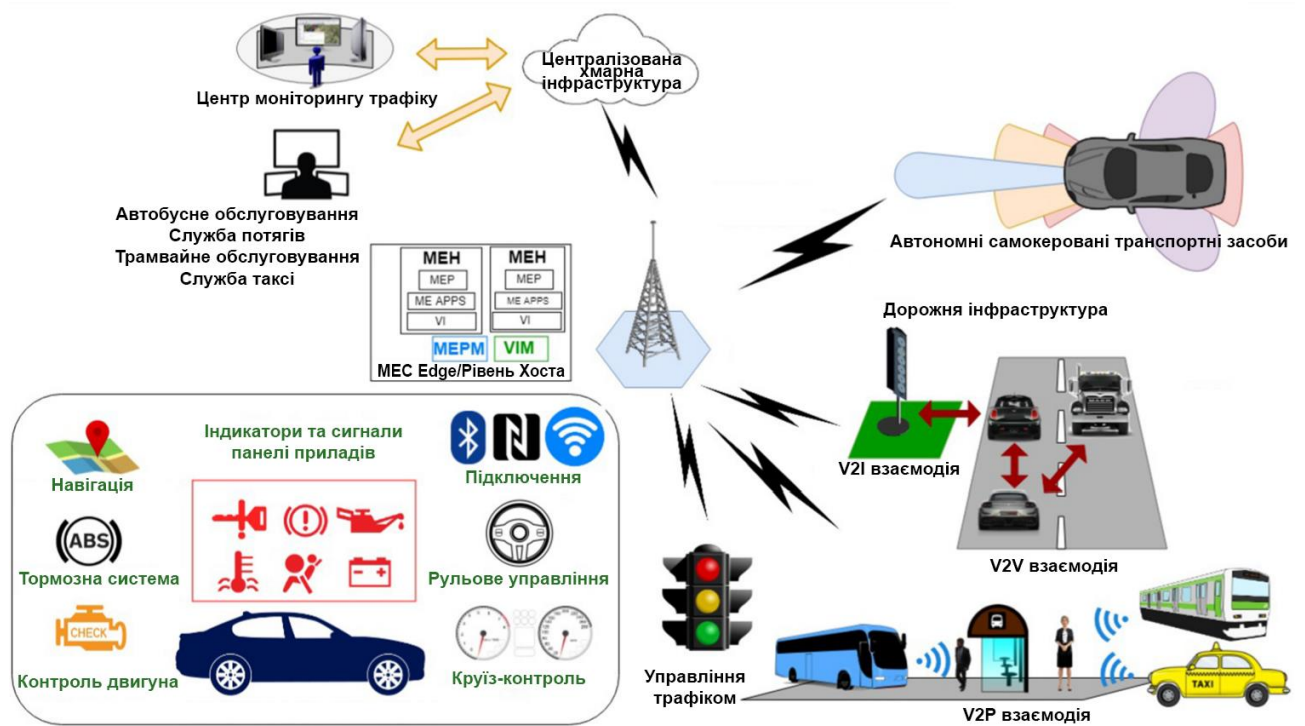 Централізована
хмарна
інфраструктура
Центр моніторингу трафіку
Автобусне обслуговування
Служба потягів
Трамвайне обслуговування
Служба таксі
Автономні самокеровані транспортні засоби
MEH
MEP
ME APPS
VI
MEH
MEP
ME APPS
VI
MEPM
VIM
MEC Edge/Рівень Хоста
Дорожня інфраструктура
V2I взаємодія
V2V взаємодія
Навігація
Індикатори та сигнали
панелі приладів
Підключення
ABS
Тормозна система
Рульове управління
CHECK
Контроль двигуна
Круїз-контроль
Управління
трафіком
TAXI
V2P взаємодія